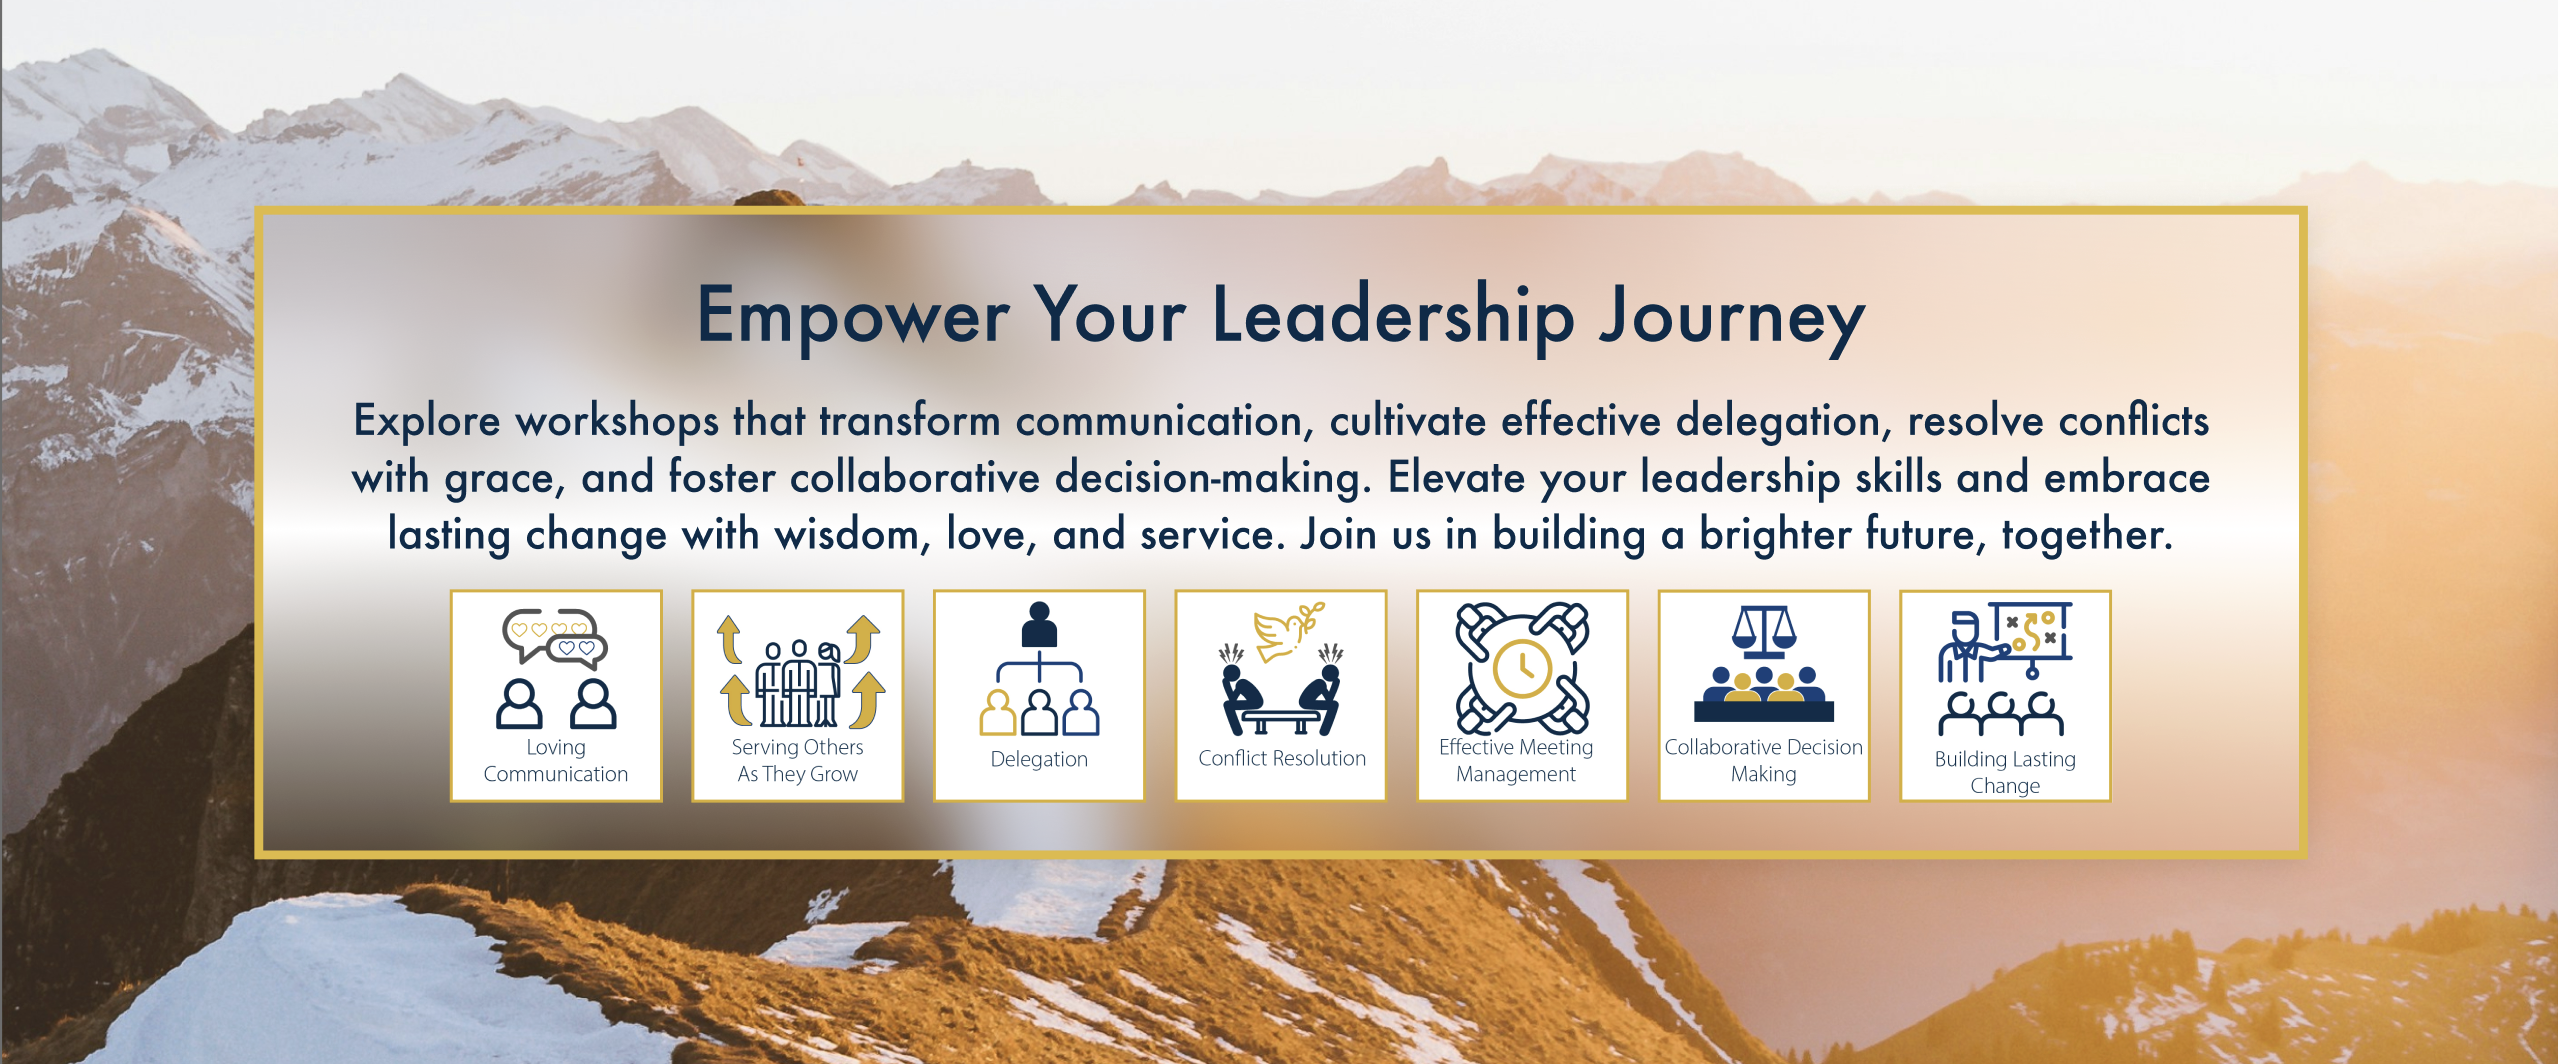 Empower Your Leadership Journey
Explore workshops that transform communication, cultivate effective delegation, resolve conflicts
with grace, and foster collaborative decision-making. Elevate your leadership skills and embrace
lasting change with wisdom, love, and service. Join us in building a brighter future, together.
Loving
Communication
Serving Others
As They Grow
Delegation
Conflict Resolution
Effective Meeting
Management
Collaborative Decision
Making
Building Lasting
Change